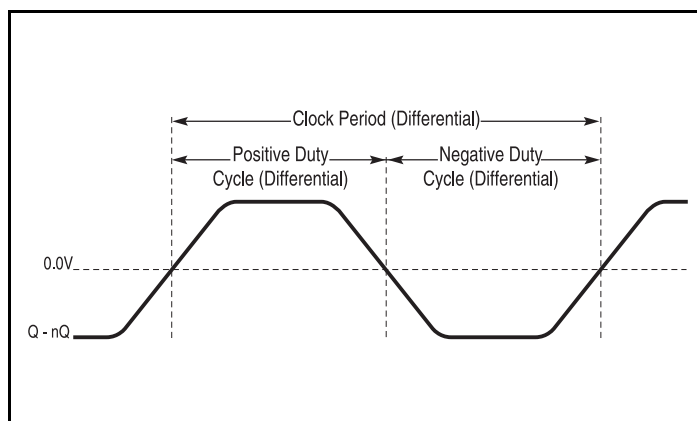 Clock Period (Differential)
Positive Duty
Cycle (Differential)
Negative Duty
Cycle (Differential)
0.0V
Q - nQ